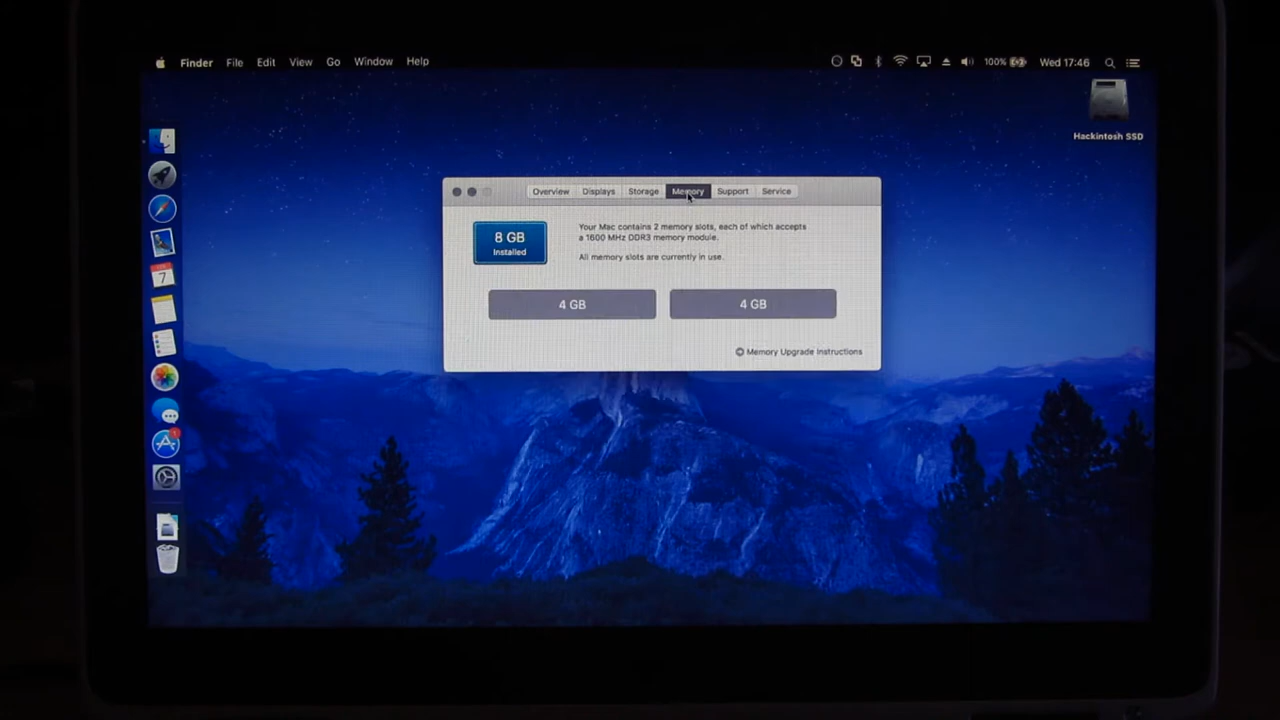 Finder File Edit View Go Window Help 100% Wed 17:46
Hackintosh SSD
Overview Displays Storage Memory Support Service
8 GB
Installed
Your Mac contains 2 memory slots, each of which accepts
a 1600 MHz DDR3 memory module.
All memory slots are currently in use.
4 GB 4 GB
Memory Upgrade Instructions
7
1